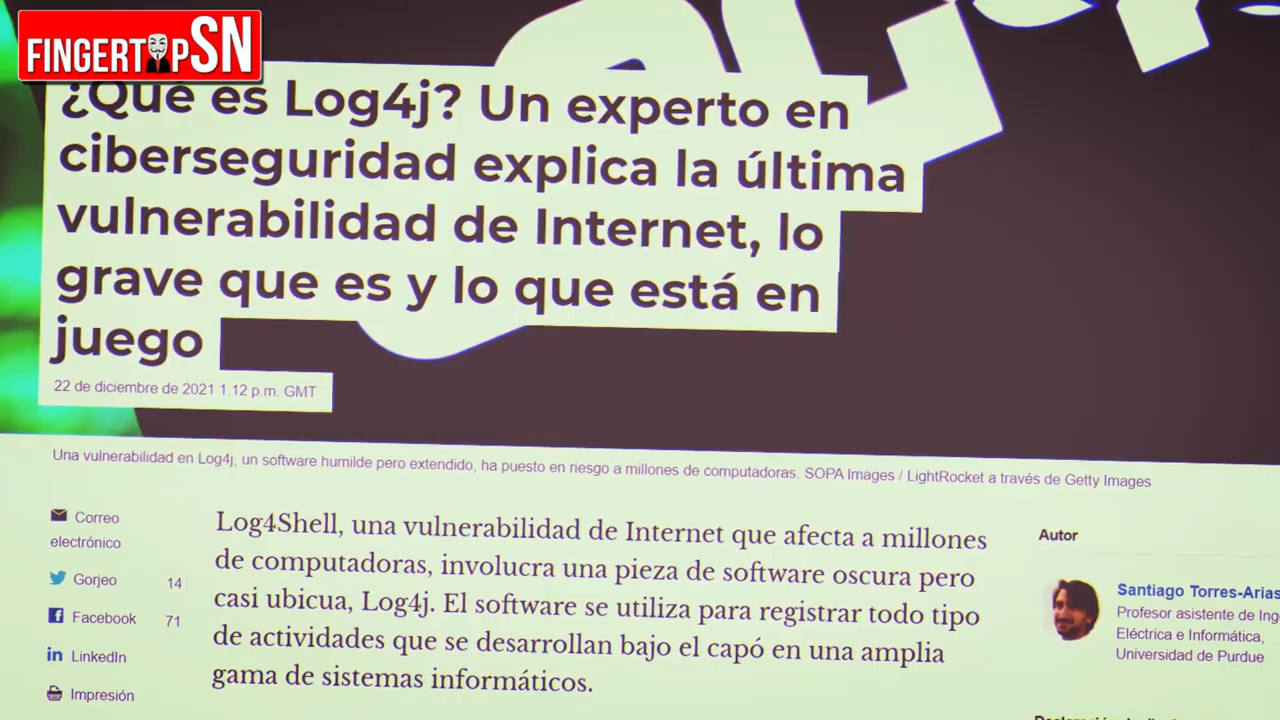 FINGERTIPSN
¿Qué es Log4j? Un experto en
ciberseguridad explica la última
vulnerabilidad de Internet, lo
grave que es y lo que está en
juego
22 de diciembre de 2021 1.12 p.m. GMT
Una vulnerabilidad en Log4j, un software humilde pero extendido, ha puesto en riesgo a millones de computadoras. SOPA Images / LightRocket a través de Getty Images
Correo
electrónico
Gorjeo 14
Facebook 71
LinkedIn
Impresión
Log4Shell, una vulnerabilidad de Internet que afecta a millones
de computadoras, involucra una pieza de software oscura pero
casi ubicua, Log4j. El software se utiliza para registrar todo tipo
de actividades que se desarrollan bajo el capó en una amplia
gama de sistemas informáticos.
Autor
Santiago Torres-Arias
Profesor asistente de Ing
Eléctrica e Informática,
Universidad de Purdue